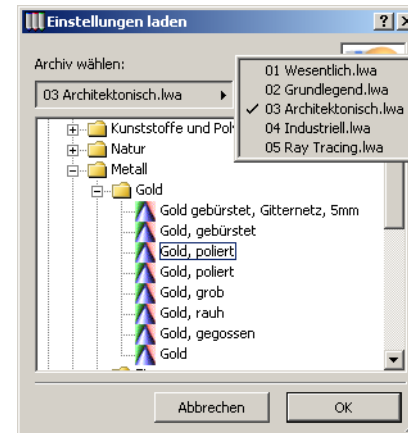 Einstellungen laden
Archiv wählen:
03 Architektonisch.lwa
01 Wesentlich.lwa
02 Grundlegend.lwa
03 Architektonisch.lwa
04 Industriell.lwa
05 Ray Tracing.lwa
Kunststoffe und
Natur
Metall
Gold
Gold gebürstet, Gitternetz, 5mm
Gold, gebürstet
Gold, poliert
Gold, poliert
Gold, grob
Gold, rauh
Gold, gegossen
Gold
Abbrechen
OK